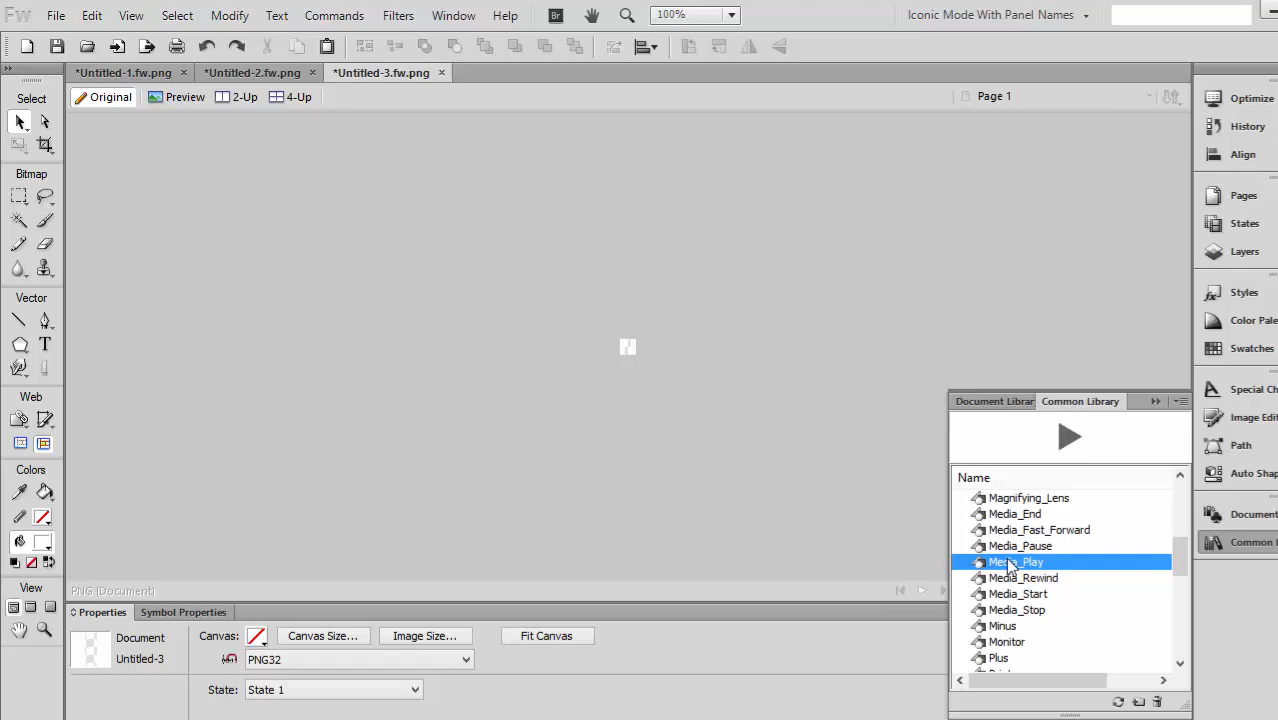 Fw File Edit View Select Modify Text Commands Filters Window Help Br 100% Iconic Mode With Panel Names
*Untitled-1.fw.png × *Untitled-2.fw.png × *Untitled-3.fw.png ×
Original Preview 2-Up 4-Up Page 1
Select
Bitmap
Vector
Web
Colors
View
Optimize
History
Align
Pages
States
Layers
Styles
Color Pale
Swatches
Special Ch
Image Edi
Path
Auto Shap
Document
Common L
Document Librar Common Library
Name
Magnifying_Lens
Media_End
Media_Fast_Forward
Media_Pause
Media_Play
Media_Rewind
Media_Start
Media_Stop
Minus
Monitor
Plus
PNG (Document)
Properties Symbol Properties
Document Canvas: Canvas Size... Image Size... Fit Canvas
Untitled-3 PNG32
State: State 1